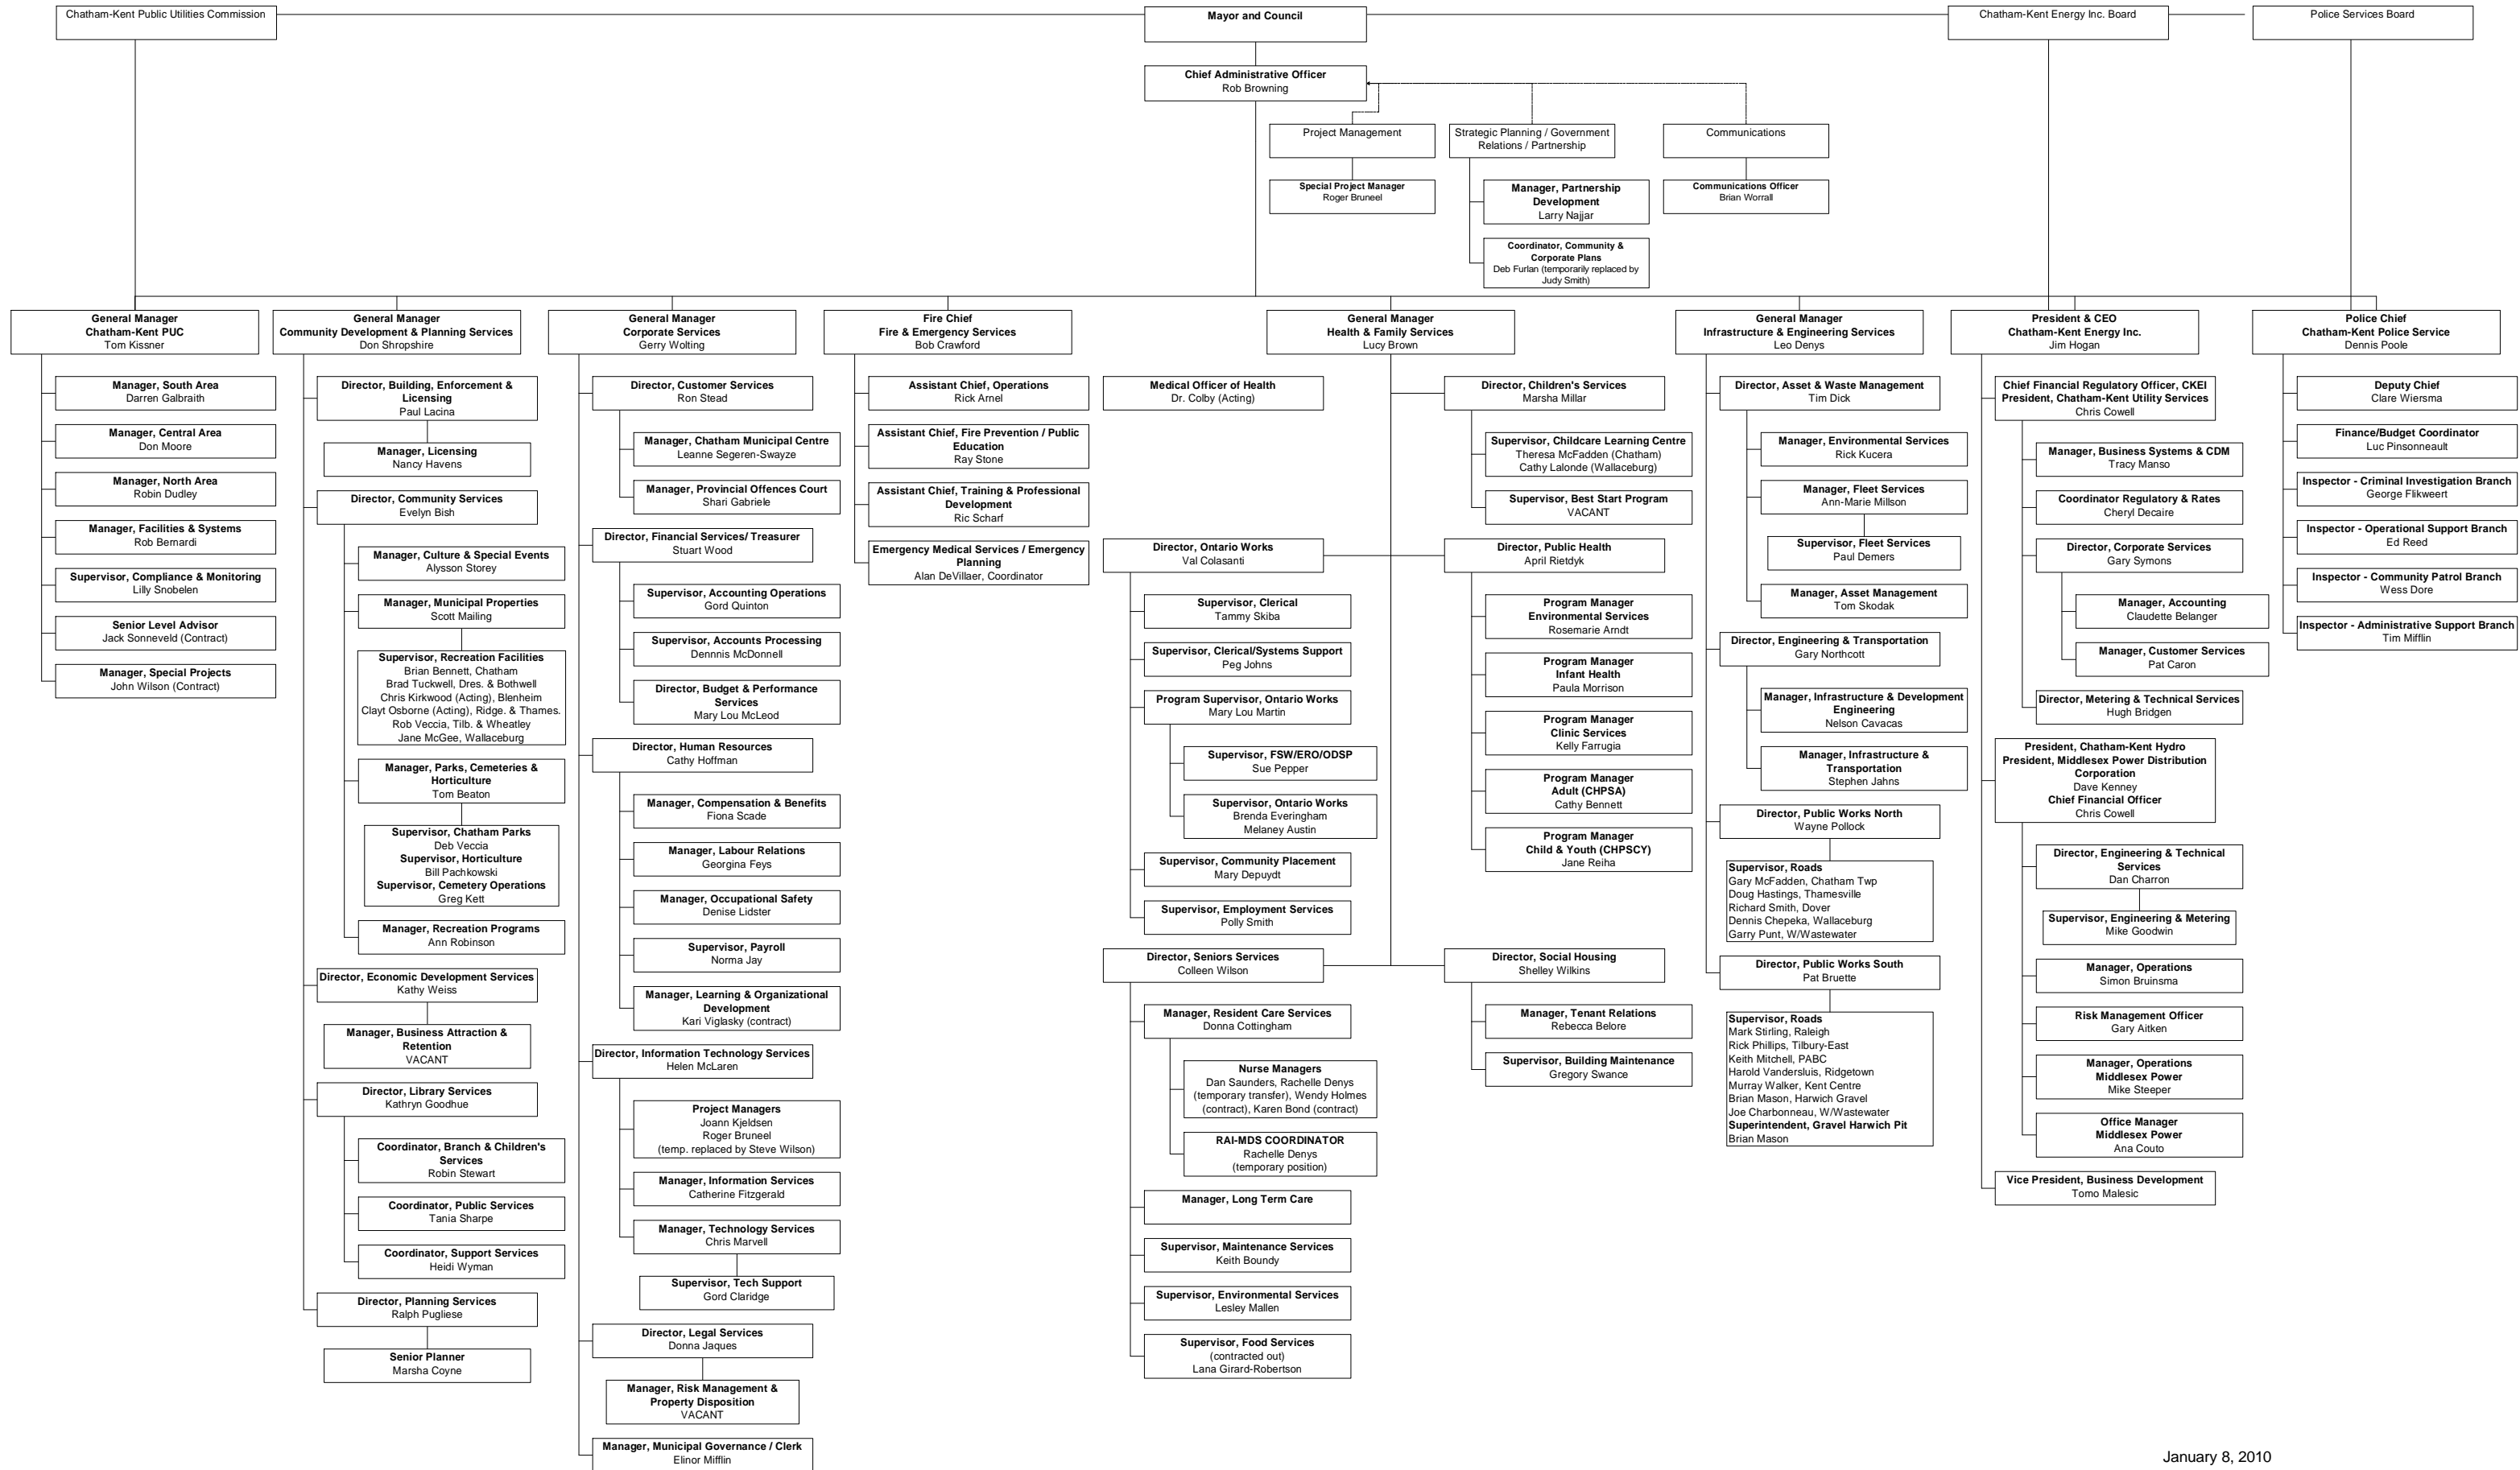 Chatham-Kent Public Utilities Commission
Mayor and Council
Chatham-Kent Energy Inc. Board
Police Services Board
Chief Administrative Officer
Rob Browning
Project Management
Strategic Planning / Government
Relations / Partnership
Communications
Special Project Manager
Roger Bruneel
Manager, Partnership
Development
Larry Najjar
Coordinator, Community &
Corporate Plans
Deb Furlan (temporarily replaced by
Judy Smith)
Communications Officer
Brian Worrall
General Manager
Chatham-Kent PUC
Tom Kissner
Manager, South Area
Darren Galbraith
Manager, Central Area
Don Moore
Manager, North Area
Robin Dudley
Manager, Facilities & Systems
Rob Bernardi
Supervisor, Compliance & Monitoring
Lilly Snobelen
Senior Level Advisor
Jack Sonneveld (Contract)
Manager, Special Projects
John Wilson (Contract)
General Manager
Community Development & Planning Services
Don Shropshire
Director, Building, Enforcement &
Licensing
Paul Lacina
Manager, Licensing
Nancy Havens
Director, Community Services
Evelyn Bish
Manager, Culture & Special Events
Alysson Storey
Manager, Municipal Properties
Scott Mailing
Supervisor, Recreation Facilities
Brian Bennett, Chatham
Brad Tuckwell, Dres. & Bothwell
Chris Kirkwood (Acting), Blenheim
Clayt Osborne (Acting), Ridge. & Thames.
Rob Veccia, Tilb. & Wheatley
Jane McGee, Wallaceburg
Manager, Parks, Cemeteries &
Horticulture
Tom Beaton
Supervisor, Chatham Parks
Deb Veccia
Supervisor, Horticulture
Bill Pachkowski
Supervisor, Cemetery Operations
Greg Kett
Manager, Recreation Programs
Ann Robinson
Director, Economic Development Services
Kathy Weiss
Manager, Business Attraction &
Retention
VACANT
Director, Library Services
Kathryn Goodhue
Coordinator, Branch & Children's
Services
Robin Stewart
Coordinator, Public Services
Tania Sharpe
Coordinator, Support Services
Heidi Wyman
Director, Planning Services
Ralph Pugliese
Senior Planner
Marsha Coyne
General Manager
Corporate Services
Gerry Wolting
Director, Customer Services
Ron Stead
Manager, Chatham Municipal Centre
Leanne Segeren-Swayze
Manager, Provincial Offences Court
Shari Gabriele
Director, Financial Services/ Treasurer
Stuart Wood
Supervisor, Accounting Operations
Gord Quinton
Supervisor, Accounts Processing
Dennnis McDonnell
Director, Budget & Performance
Services
Mary Lou McLeod
Director, Human Resources
Cathy Hoffman
Manager, Compensation & Benefits
Fiona Scade
Manager, Labour Relations
Georgina Feys
Manager, Occupational Safety
Denise Lidster
Supervisor, Payroll
Norma Jay
Manager, Learning & Organizational
Development
Kari Viglasky (contract)
Director, Information Technology Services
Helen McLaren
Project Managers
Joann Kjeldsen
Roger Bruneel
(temp. replaced by Steve Wilson)
Manager, Information Services
Catherine Fitzgerald
Manager, Technology Services
Chris Marvell
Supervisor, Tech Support
Gord Claridge
Director, Legal Services
Donna Jaques
Manager, Risk Management &
Property Disposition
VACANT
Manager, Municipal Governance / Clerk
Elinor Mifflin
Fire Chief
Fire & Emergency Services
Bob Crawford
Assistant Chief, Operations
Rick Arnel
Assistant Chief, Fire Prevention / Public
Education
Ray Stone
Assistant Chief, Training & Professional
Development
Ric Scharf
Emergency Medical Services / Emergency
Planning
Alan DeVillaer, Coordinator
General Manager
Health & Family Services
Lucy Brown
Medical Officer of Health
Dr. Colby (Acting)
Director, Children's Services
Marsha Millar
Supervisor, Childcare Learning Centre
Theresa McFadden (Chatham)
Cathy Lalonde (Wallaceburg)
Supervisor, Best Start Program
VACANT
Director, Ontario Works
Val Colasanti
Supervisor, Clerical
Tammy Skiba
Supervisor, Clerical/Systems Support
Peg Johns
Program Supervisor, Ontario Works
Mary Lou Martin
Supervisor, FSW/ERO/ODSP
Sue Pepper
Supervisor, Ontario Works
Brenda Everingham
Melaney Austin
Supervisor, Community Placement
Mary Depuydt
Supervisor, Employment Services
Polly Smith
Director, Public Health
April Rietdyk
Program Manager
Environmental Services
Rosemarie Arndt
Program Manager
Infant Health
Paula Morrison
Program Manager
Clinic Services
Kelly Farrugia
Program Manager
Adult (CHPSA)
Cathy Bennett
Program Manager
Child & Youth (CHPSCY)
Jane Reiha
Director, Seniors Services
Colleen Wilson
Manager, Resident Care Services
Donna Cottingham
Nurse Managers
Dan Saunders, Rachelle Denys
(temporary transfer), Wendy Holmes
(contract), Karen Bond (contract)
RAI-MDS COORDINATOR
Rachelle Denys
(temporary position)
Manager, Long Term Care
Supervisor, Maintenance Services
Keith Boundy
Supervisor, Environmental Services
Lesley Mallen
Supervisor, Food Services
(contracted out)
Lana Girard-Robertson
Director, Social Housing
Shelley Wilkins
Manager, Tenant Relations
Rebecca Belore
Supervisor, Building Maintenance
Gregory Swance
General Manager
Infrastructure & Engineering Services
Leo Denys
Director, Asset & Waste Management
Tim Dick
Manager, Environmental Services
Rick Kucera
Manager, Fleet Services
Ann-Marie Millson
Supervisor, Fleet Services
Paul Demers
Manager, Asset Management
Tom Skodak
Director, Engineering & Transportation
Gary Northcott
Manager, Infrastructure & Development
Engineering
Nelson Cavacas
Manager, Infrastructure &
Transportation
Stephen Jahns
Director, Public Works North
Wayne Pollock
Supervisor, Roads
Gary McFadden, Chatham Twp
Doug Hastings, Thamesville
Richard Smith, Dover
Dennis Chepeka, Wallaceburg
Garry Punt, W/Wastewater
Director, Public Works South
Pat Bruette
Supervisor, Roads
Mark Stirling, Raleigh
Rick Phillips, Tilbury-East
Keith Mitchell, PABC
Harold Vandersluis, Ridgetown
Murray Walker, Kent Centre
Brian Mason, Harwich Gravel
Joe Charbonneau, W/Wastewater
Superintendent, Gravel Harwich Pit
Brian Mason
President & CEO
Chatham-Kent Energy Inc.
Jim Hogan
Chief Financial Regulatory Officer, CKEI
President, Chatham-Kent Utility Services
Chris Cowell
Manager, Business Systems & CDM
Tracy Manso
Coordinator Regulatory & Rates
Cheryl Decaire
Director, Corporate Services
Gary Symons
Manager, Accounting
Claudette Belanger
Manager, Customer Services
Pat Caron
Director, Metering & Technical Services
Hugh Bridgen
President, Chatham-Kent Hydro
President, Middlesex Power Distribution
Corporation
Dave Kenney
Chief Financial Officer
Chris Cowell
Director, Engineering & Technical
Services
Dan Charron
Supervisor, Engineering & Metering
Mike Goodwin
Manager, Operations
Simon Bruinsma
Risk Management Officer
Gary Aitken
Manager, Operations
Middlesex Power
Mike Steeper
Office Manager
Middlesex Power
Ana Couto
Vice President, Business Development
Tomo Malesic
Police Chief
Chatham-Kent Police Service
Dennis Poole
Deputy Chief
Clare Wiersma
Finance/Budget Coordinator
Luc Pinsonneault
Inspector - Criminal Investigation Branch
George Flikweert
Inspector - Operational Support Branch
Ed Reed
Inspector - Community Patrol Branch
Wess Dore
Inspector - Administrative Support Branch
Tim Mifflin
January 8, 2010